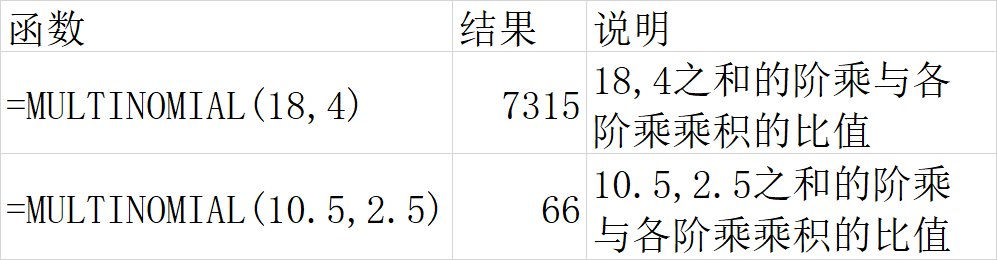 函数 结果 说明
=MULTINOMIAL(18,4) 7315 18,4之和的阶乘与各
阶乘乘积的比值
=MULTINOMIAL(10.5,2.5) 66 10.5,2.5之和的阶乘
与各阶乘乘积的比值